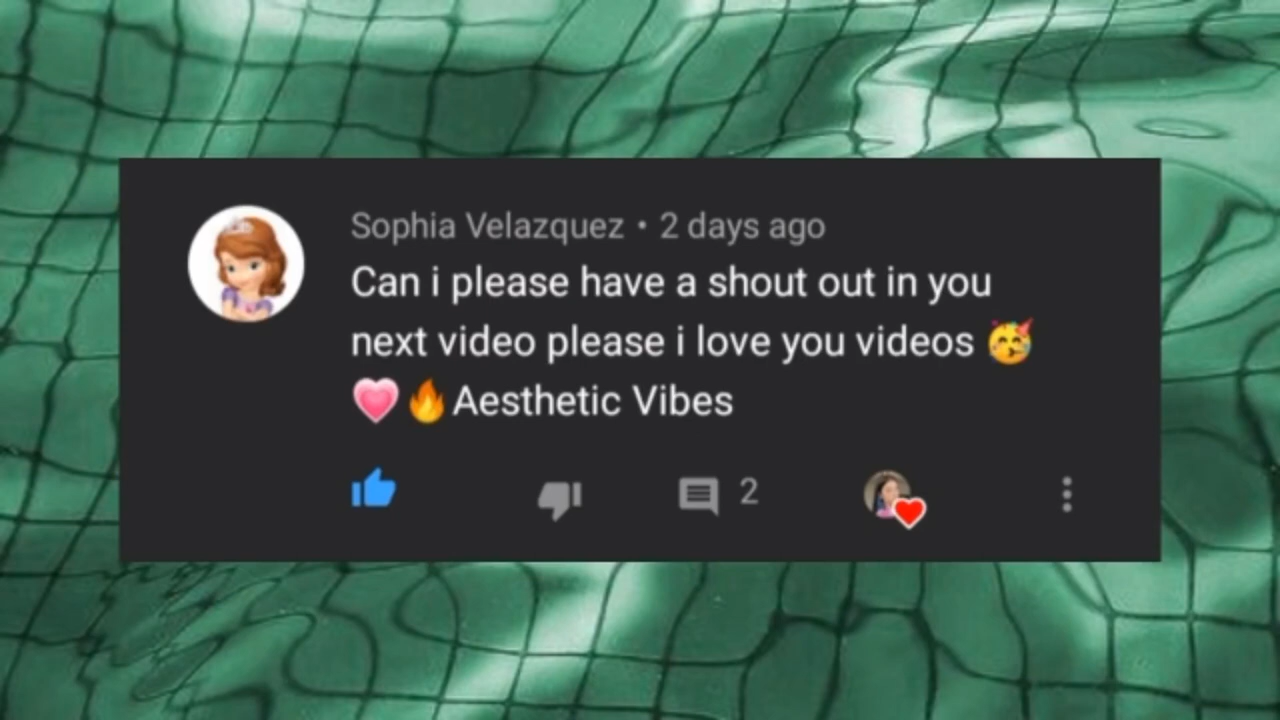 Sophia Velazquez • 2 days ago
Can i please have a shout out in you
next video please i love you videos 🥳
💗🔥Aesthetic Vibes
2